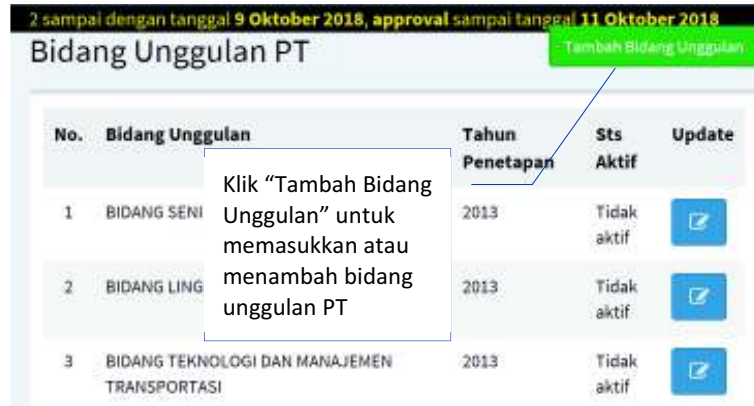 2 sampai dengan tanggal 9 Oktober 2018, approval sampai tanggal 11 Oktober 2018
Bidang Unggulan PT
Tambah Bidang Unggulan
No. Bidang Unggulan Tahun Penetapan Sts Aktif Update
Klik “Tambah Bidang
Unggulan” untuk
memasukkan atau
menambah bidang
unggulan PT
1 BIDANG SENI 2013 Tidak aktif
2 BIDANG LING 2013 Tidak aktif
3 BIDANG TEKNOLOGI DAN MANAJEMEN
TRANSPORTASI 2013 Tidak aktif